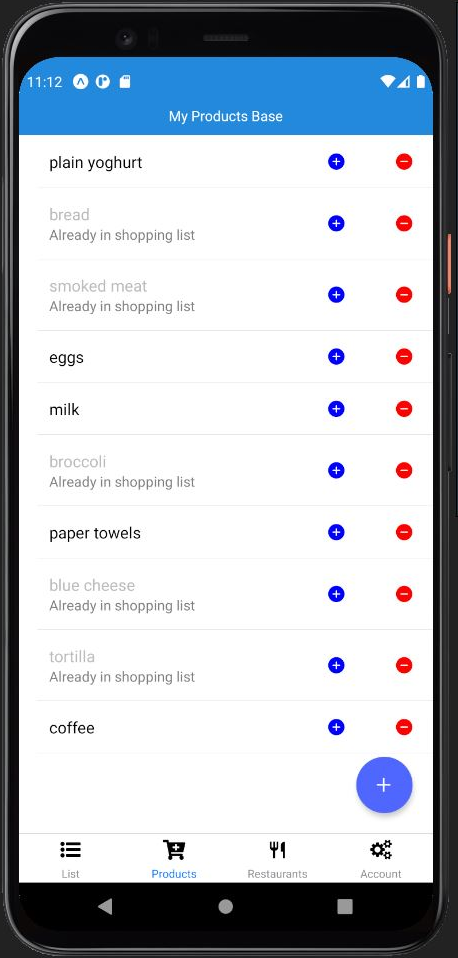 11:12
My Products Base
plain yoghurt
bread
Already in shopping list
smoked meat
Already in shopping list
eggs
milk
broccoli
Already in shopping list
paper towels
blue cheese
Already in shopping list
tortilla
Already in shopping list
coffee
List Products Restaurants Account